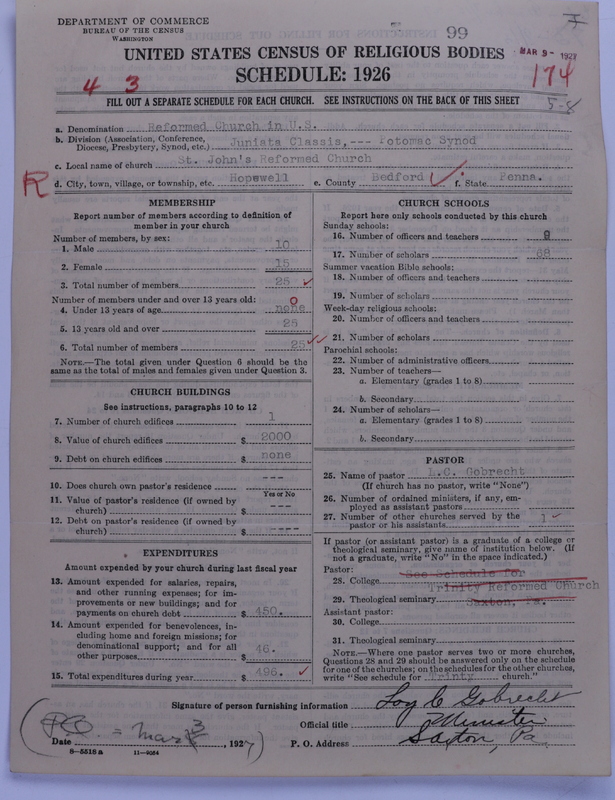 DEPARTMENT OF COMMERCE
BUREAU OF THE CENSUS
WASHINGTON
99
UNITED STATES CENSUS OF RELIGIOUS BODIES
MAR 9 - 1927
SCHEDULE: 1926
4 3
174
FILL OUT A SEPARATE SCHEDULE FOR EACH CHURCH. SEE INSTRUCTIONS ON THE BACK OF THIS SHEET
5-8
a. Denomination Reformed Church in U.S.
b. Division (Association, Conference, Diocese, Presbytery, Synod, etc.) Juniata Classis,--- Potomac Synod
c. Local name of church St. John's Reformed Church
R
d. City, town, village, or township, etc. Hopewell e. County Bedford f. State Penna.
MEMBERSHIP
Report number of members according to definition of
member in your church
Number of members, by sex:
1. Male 10
2. Female 15
3. Total number of members 25
Number of members under and over 13 years old:
4. Under 13 years of age none 0
5. 13 years old and over 25
6. Total number of members 25
NOTE.—The total given under Question 6 should be the
same as the total of males and females given under Question 3.
CHURCH BUILDINGS
See instructions, paragraphs 10 to 12
7. Number of church edifices 1
8. Value of church edifices $ 2000
9. Debt on church edifices $ none
10. Does church own pastor's residence ---
Yes or No
11. Value of pastor's residence (if owned by
church) $ ---
12. Debt on pastor's residence (if owned by
church) $ ----
EXPENDITURES
Amount expended by your church during last fiscal year
13. Amount expended for salaries, repairs,
and other running expenses; for im-
provements or new buildings; and for
payments on church debt $ 450.
14. Amount expended for benevolences, in-
cluding home and foreign missions; for
denominational support; and for all
other purposes $ 46.
15. Total expenditures during year $ 496.
CHURCH SCHOOLS
Report here only schools conducted by this church
Sunday schools:
16. Number of officers and teachers
17. Number of scholars 68
Summer vacation Bible schools:
18. Number of officers and teachers
19. Number of scholars
Week-day religious schools:
20. Number of officers and teachers
21. Number of scholars
Parochial schools:
22. Number of administrative officers
23. Number of teachers—
a. Elementary (grades 1 to 8)
b. Secondary
24. Number of scholars—
a. Elementary (grades 1 to 8)
b. Secondary
PASTOR
25. Name of pastor L.C. Gobrecht
(If church has no pastor, write "None")
26. Number of ordained ministers, if any, em-
ployed as assistant pastors
27. Number of other churches served by the
pastor or his assistants 1
If pastor (or assistant pastor) is a graduate of a college or
theological seminary, give name of institution below. (If
not a graduate, write "No" in the space indicated.)
Pastor:
28. College See Schedule for
Trinity Reformed Church
29. Theological seminary Saxton, Pa.
Assistant pastor:
30. College
31. Theological seminary
NOTE.—Where one pastor serves two or more churches,
Questions 28 and 29 should be answered only on the schedule
for one of the churches; on the schedules for the other churches,
write "See schedule for Trinty church."
Signature of person furnishing information Loy C Gobrecht
Official title Minister
(P.O. = Mar 3
Date , 1927)
P. O. Address Saxton, Pa
8—5518 a 11—9064